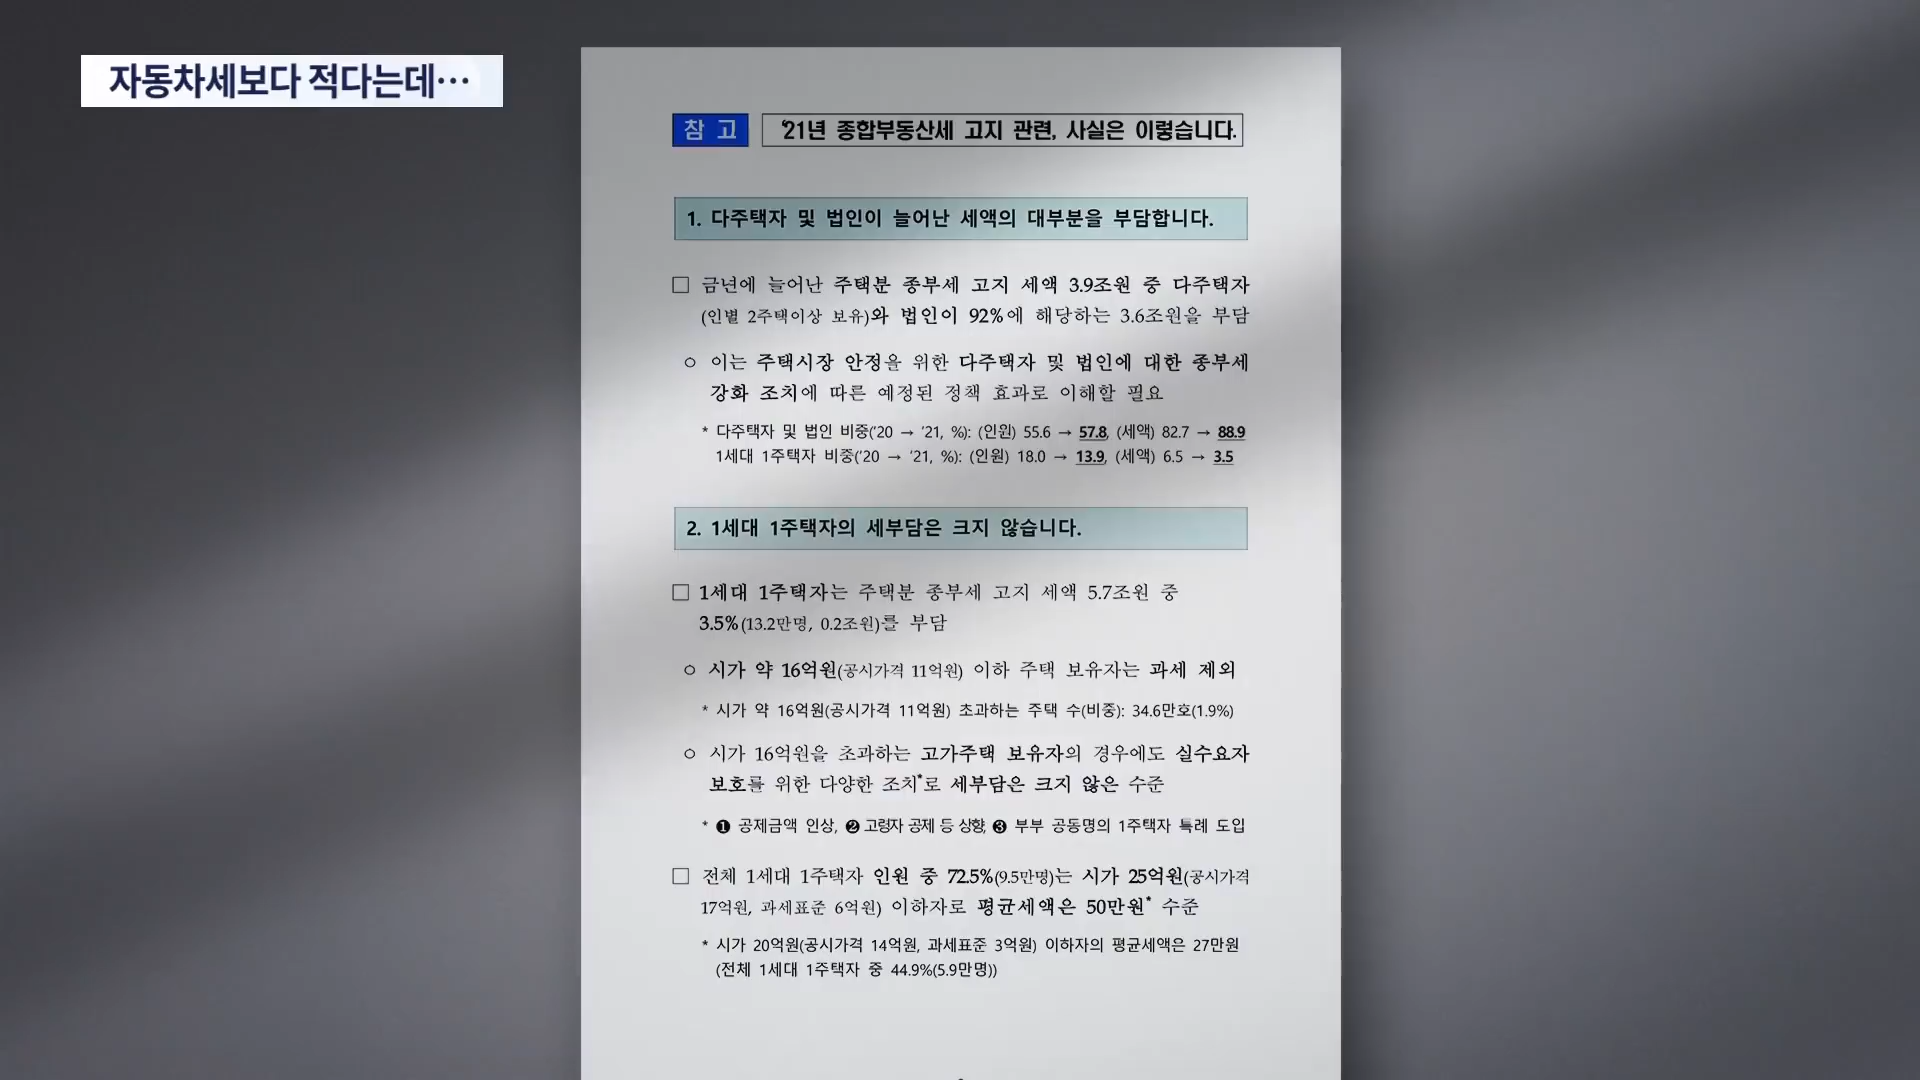 자동차세보다 적다는데…
참 고
'21년 종합부동산세 고지 관련, 사실은 이렇습니다.
1. 다주택자 및 법인이 늘어난 세액의 대부분을 부담합니다.
□ 금년에 늘어난 주택분 종부세 고지 세액 3.9조원 중 다주택자
(인별 2주택이상 보유)와 법인이 92%에 해당하는 3.6조원을 부담
○ 이는 주택시장 안정을 위한 다주택자 및 법인에 대한 종부세
강화 조치에 따른 예정된 정책 효과로 이해할 필요
* 다주택자 및 법인 비중('20 → '21, %): (인원) 55.6 → 57.8, (세액) 82.7 → 88.9
1세대 1주택자 비중('20 → '21, %): (인원) 18.0 → 13.9, (세액) 6.5 → 3.5
2. 1세대 1주택자의 세부담은 크지 않습니다.
□ 1세대 1주택자는 주택분 종부세 고지 세액 5.7조원 중
3.5%(13.2만명, 0.2조원)를 부담
○ 시가 약 16억원(공시가격 11억원) 이하 주택 보유자는 과세 제외
* 시가 약 16억원(공시가격 11억원) 초과하는 주택 수(비중): 34.6만호(1.9%)
○ 시가 16억원을 초과하는 고가주택 보유자의 경우에도 실수요자
보호를 위한 다양한 조치*로 세부담은 크지 않은 수준
* ❶ 공제금액 인상, ❷ 고령자 공제 등 상향, ❸ 부부 공동명의 1주택자 특례 도입
□ 전체 1세대 1주택자 인원 중 72.5%(9.5만명)는 시가 25억원(공시가격
17억원, 과세표준 6억원) 이하자로 평균세액은 50만원* 수준
* 시가 20억원(공시가격 14억원, 과세표준 3억원) 이하자의 평균세액은 27만원
(전체 1세대 1주택자 중 44.9%(5.9만명))